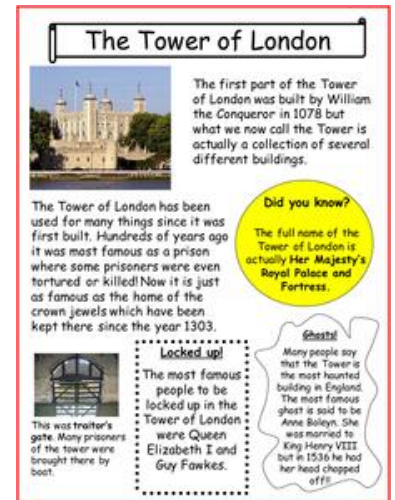 The Tower of London
The first part of the Tower
of London was built by William
the Conqueror in 1078 but
what we now call the Tower is
actually a collection of several
different buildings.
The Tower of London has been
used for many things since it was
first built. Hundreds of years ago
it was most famous as a prison
where some prisoners were even
tortured or killed! Now it is just
as famous as the home of the
crown jewels which have been
kept there since the year 1303.
Did you know?
The full name of the
Tower of London is
actually Her Majesty's
Royal Palace and
Fortress.
This was traitor's
gate. Many prisoners
of the tower were
brought there by
boat.
Locked up!
The most famous
people to be
locked up in the
Tower of London
were Queen
Elizabeth I and
Guy Fawkes.
Ghosts!
Many people say
that the Tower is
the most haunted
building in England.
The most famous
ghost is said to be
Anne Boleyn. She
was married to
King Henry VIII
but in 1536 he had
her head chopped
off!!